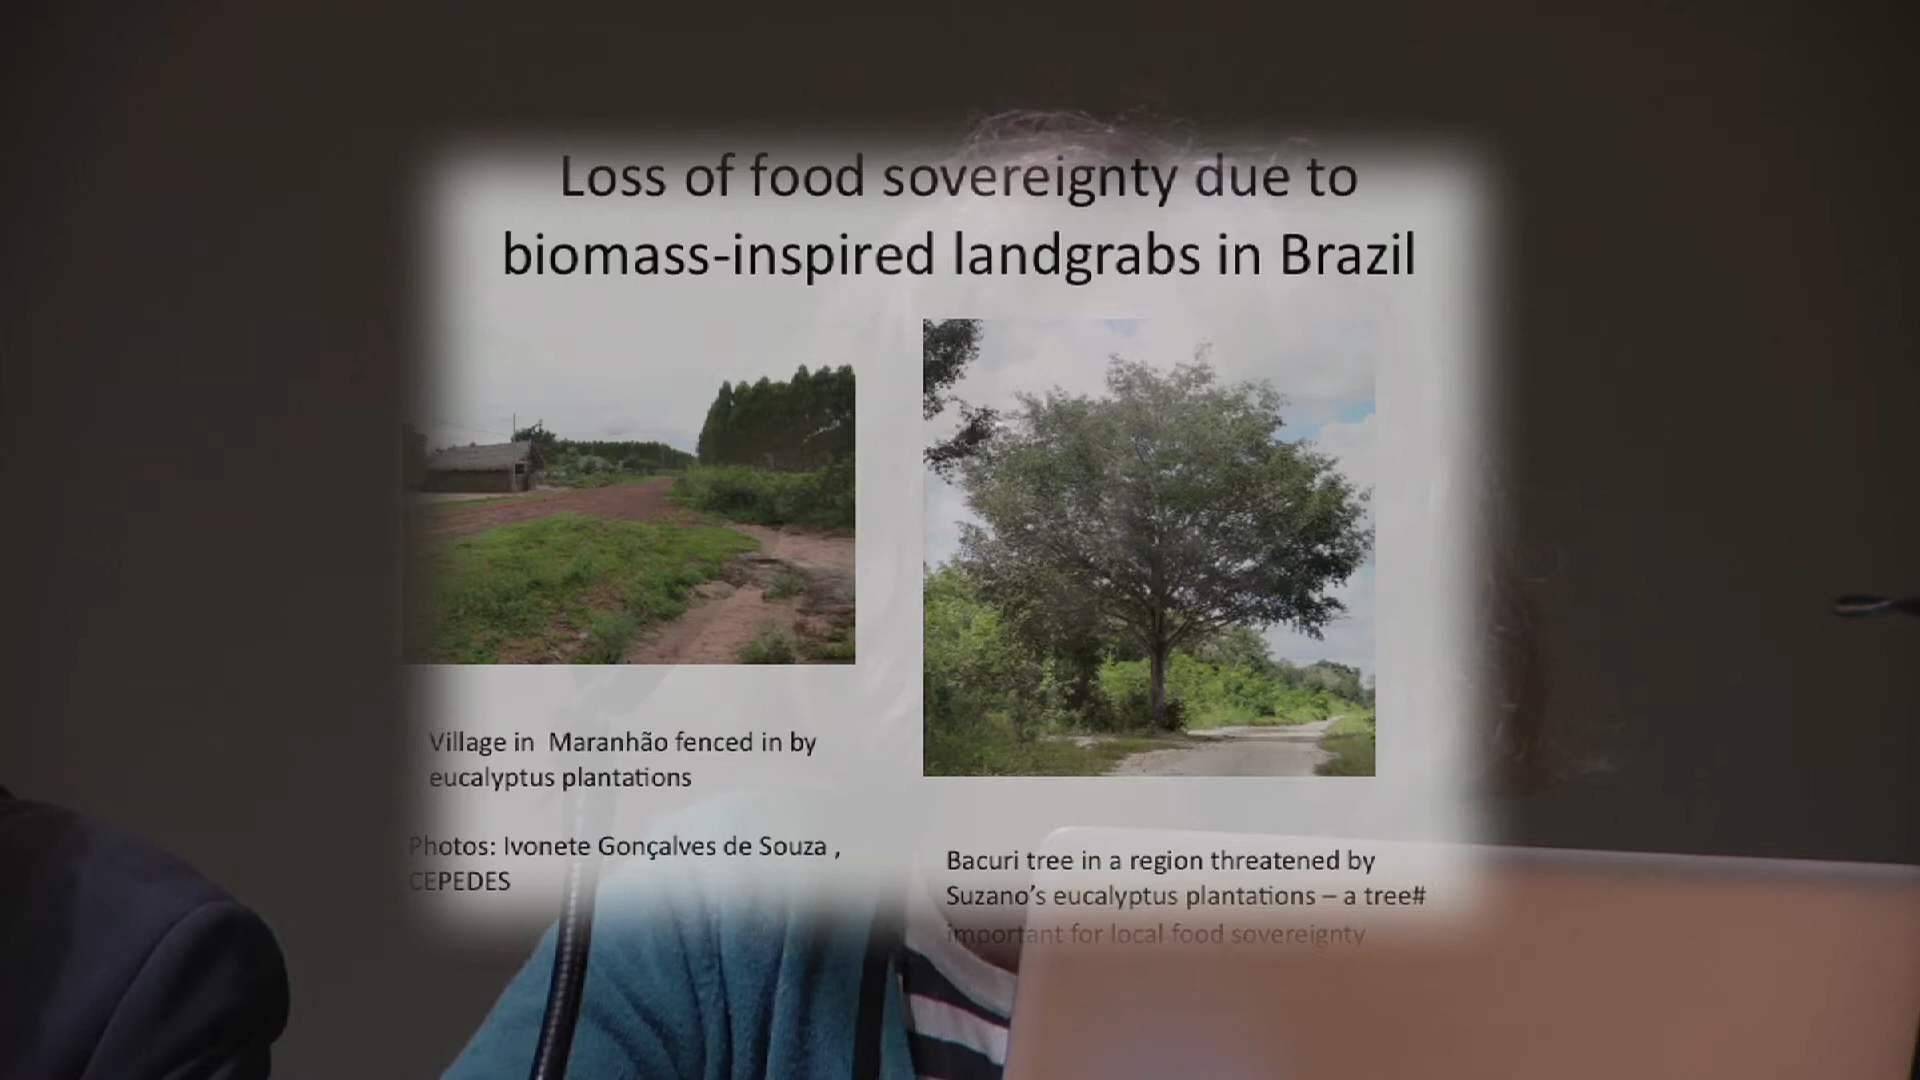 Loss of food sovereignty due to
biomass-inspired landgrabs in Brazil
Village in Maranhão fenced in by
eucalyptus plantations
Photos: Ivonete Gonçalves de Souza ,
CEPEDES
Bacuri tree in a region threatened by
Suzano’s eucalyptus plantations – a tree#
important for local food sovereignty